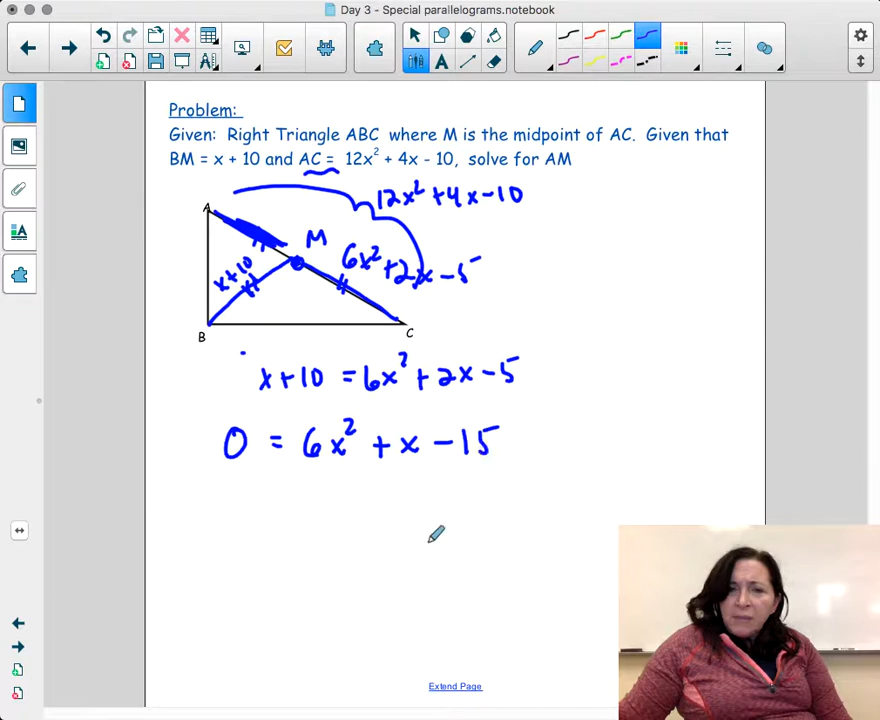 Day 3 - Special parallelograms.notebook
Problem:
Given: Right Triangle ABC where M is the midpoint of AC. Given that
BM = x + 10 and AC = 12x² + 4x - 10, solve for AM
12x² + 4x - 10
A
M
x + 10
6x² + 2x - 5
B
C
x + 10 = 6x² + 2x - 5
0 = 6x² + x - 15
Extend Page